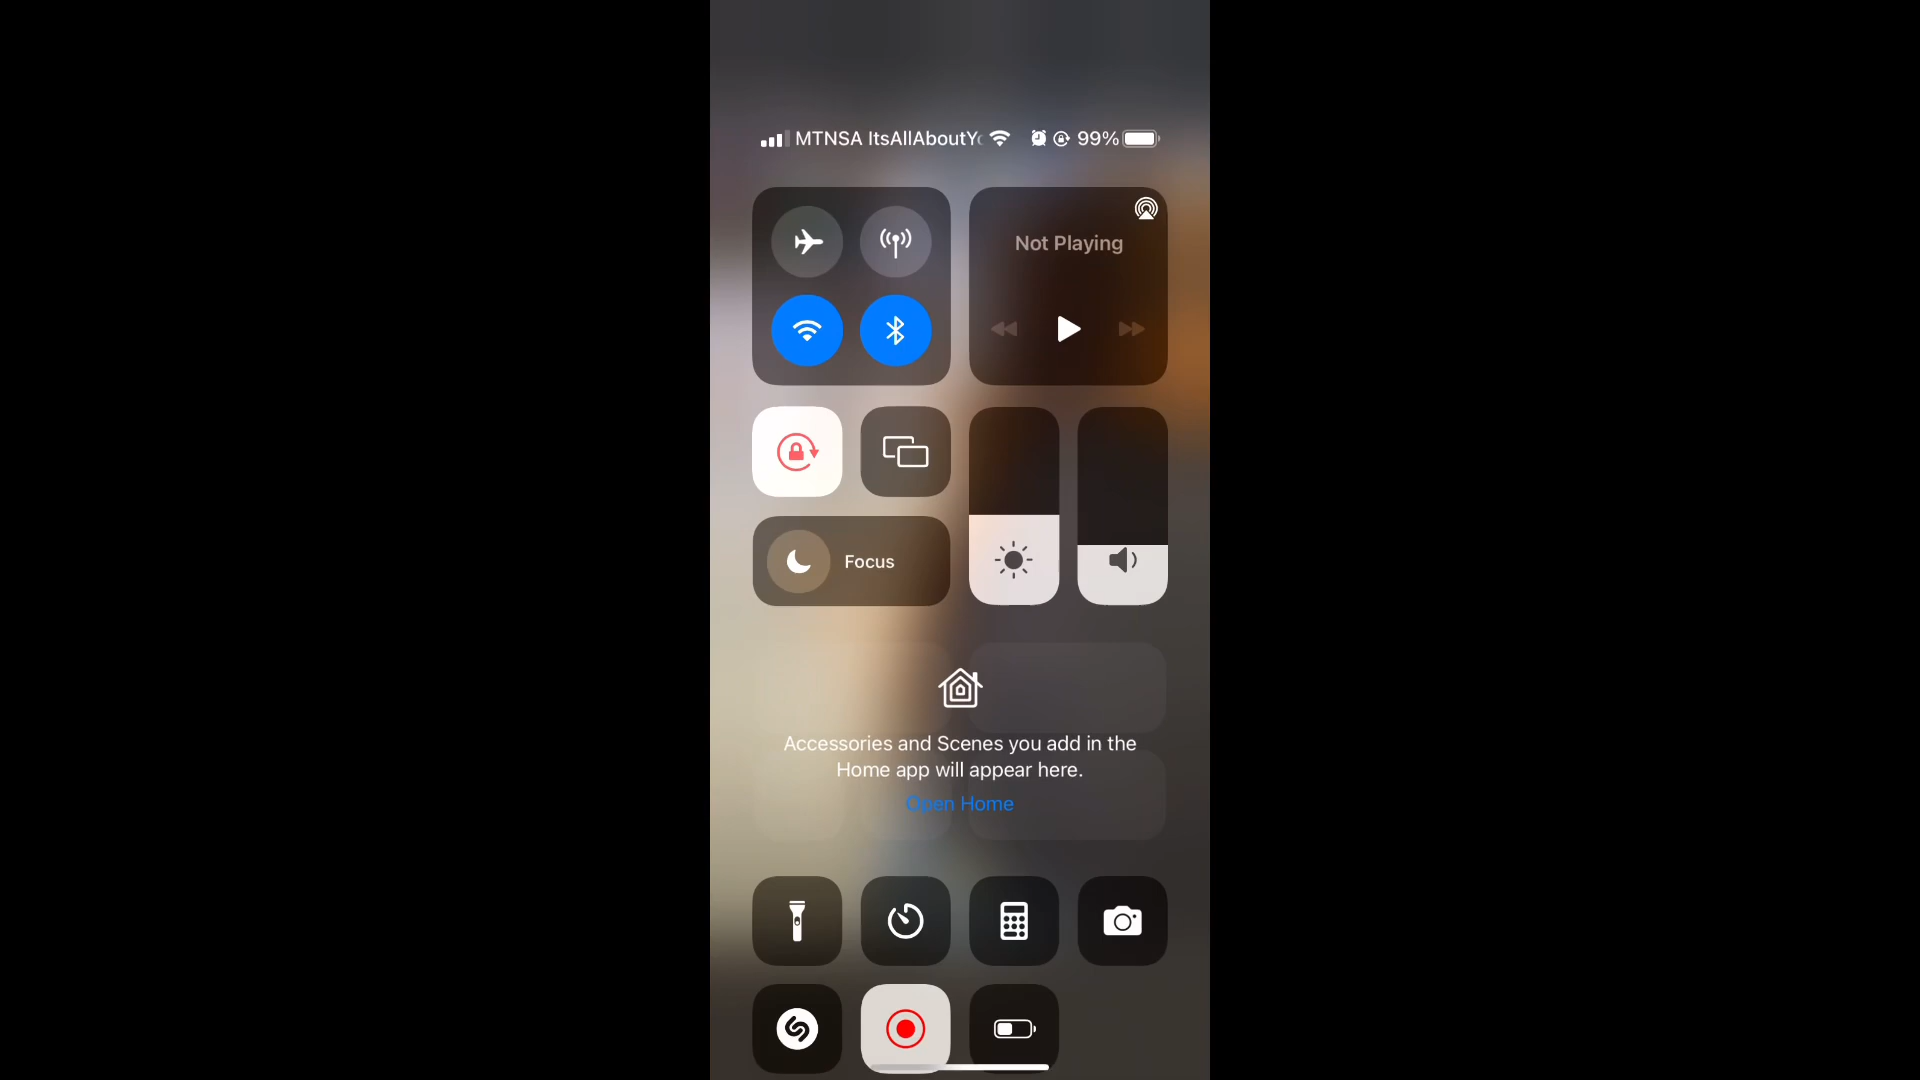 MTNSA ItsAllAboutY 99%
Not Playing
Focus
Accessories and Scenes you add in the
Home app will appear here.
Open Home